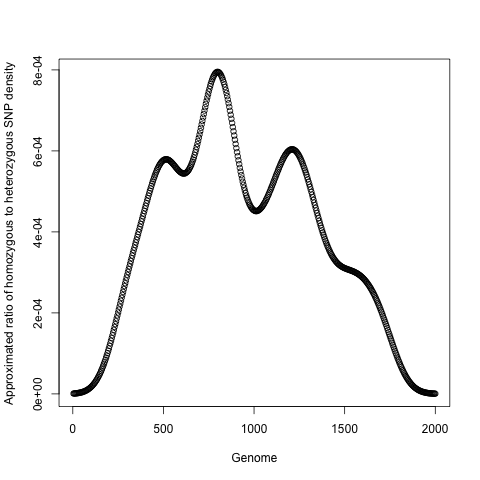 Approximated ratio of homozygous to heterozygous SNP density
8e-04
6e-04
4e-04
2e-04
0e+00
0 500 1000 1500 2000
Genome